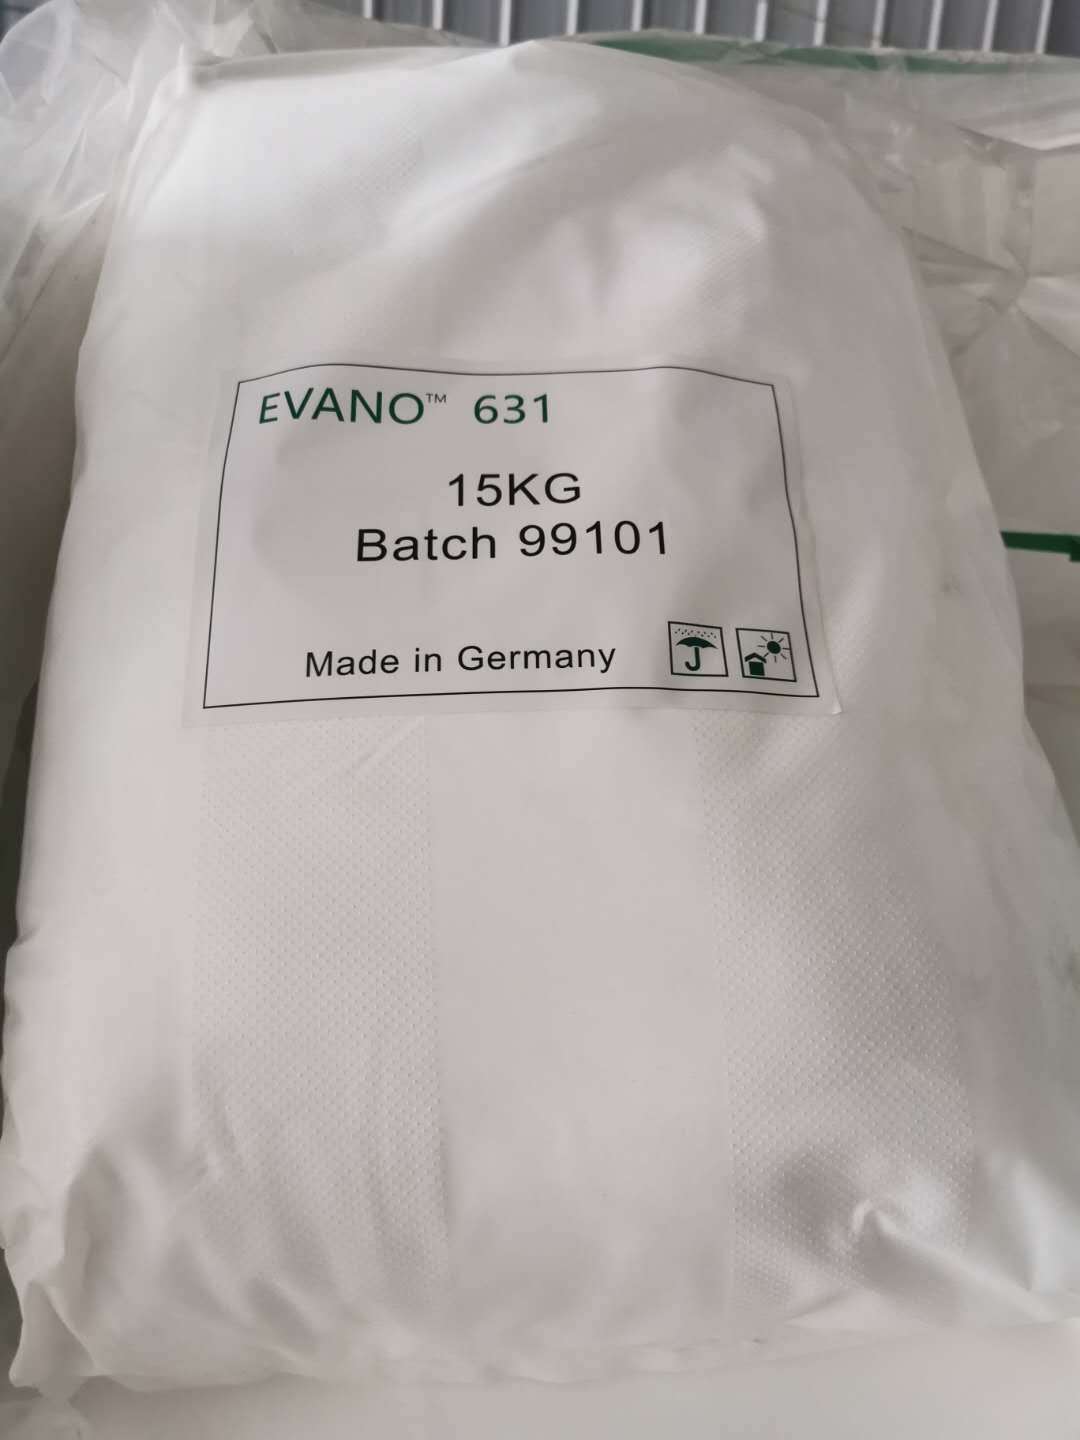 EVANO™ 631
15KG
Batch 99101
Made in Germany